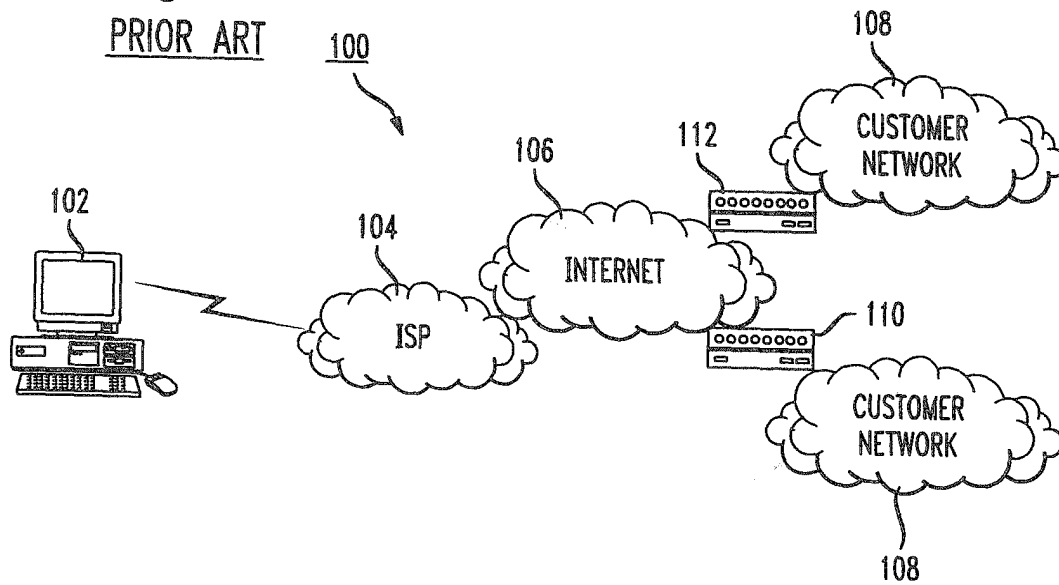 PRIOR ART
100
108
CUSTOMER
NETWORK
112
106
102
104
INTERNET
ISP
110
CUSTOMER
NETWORK
108